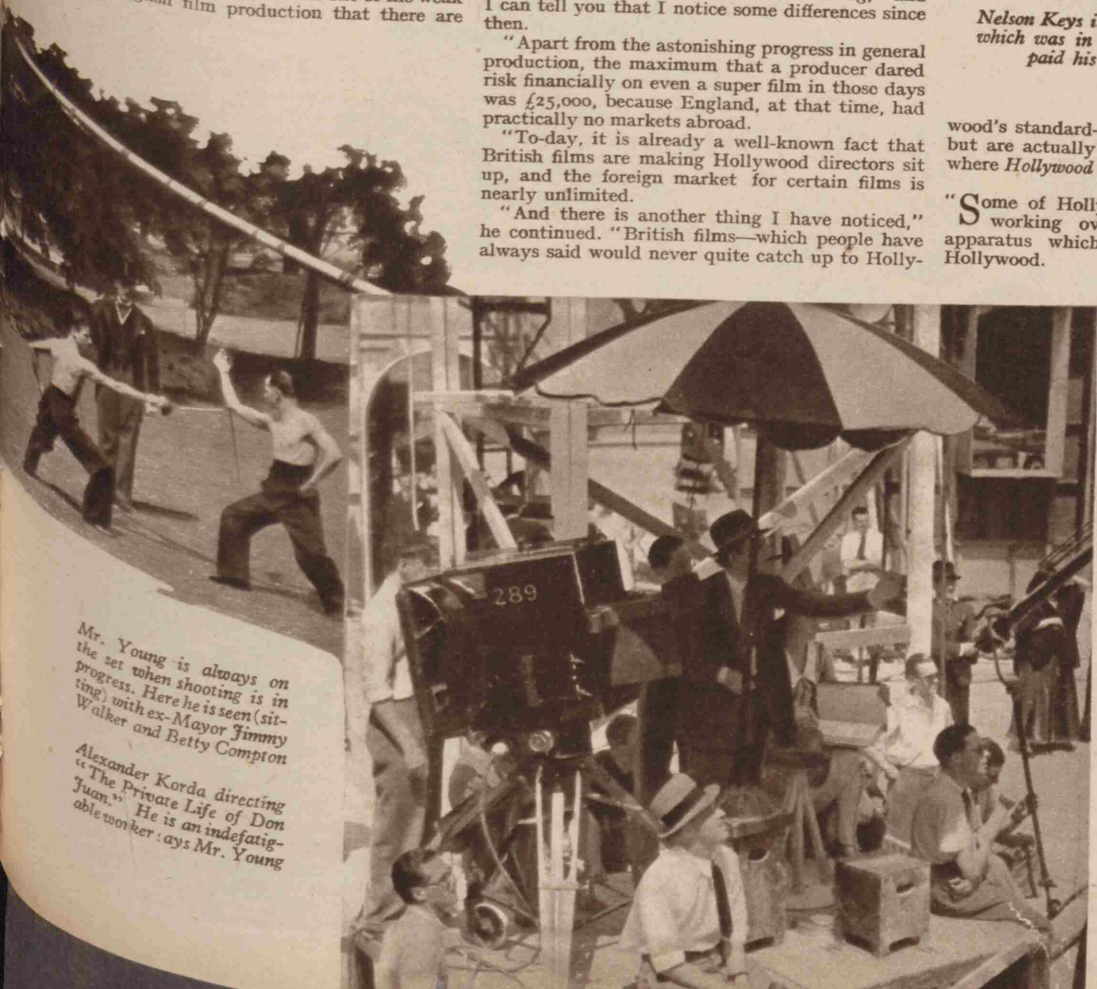 film production that there are
I can tell you that I notice some differences since
then.
"Apart from the astonishing progress in general
production, the maximum that a producer dared
risk financially on even a super film in those days
was £25,000, because England, at that time, had
practically no markets abroad.
"To-day, it is already a well-known fact that
British films are making Hollywood directors sit
up, and the foreign market for certain films is
nearly unlimited.
"And there is another thing I have noticed,"
he continued. "British films—which people have
always said would never quite catch up to Holly-
Nelson Keys i
which was in
paid his
wood's standard-
but are actually
where Hollywood
"Some of Holl
working ov
apparatus which
Hollywood.
289
Mr. Young is always on
the set when shooting is in
progress. Here he is seen (sit-
ting) with ex-Mayor Jimmy
Walker and Betty Compton
Alexander Korda directing
"The Private Life of Don
Juan." He is an indefatig-
able worker :ays Mr. Young